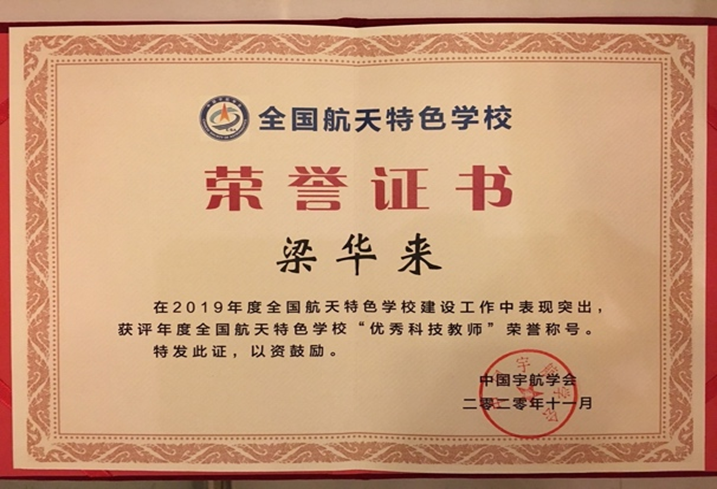 全国航天特色学校
荣誉证书
梁华来
在2019年度全国航天特色学校建设工作中表现突出，
获评年度全国航天特色学校“优秀科技教师”荣誉称号。
特发此证，以资鼓励。
中国宇航学会
二零二零年十一月